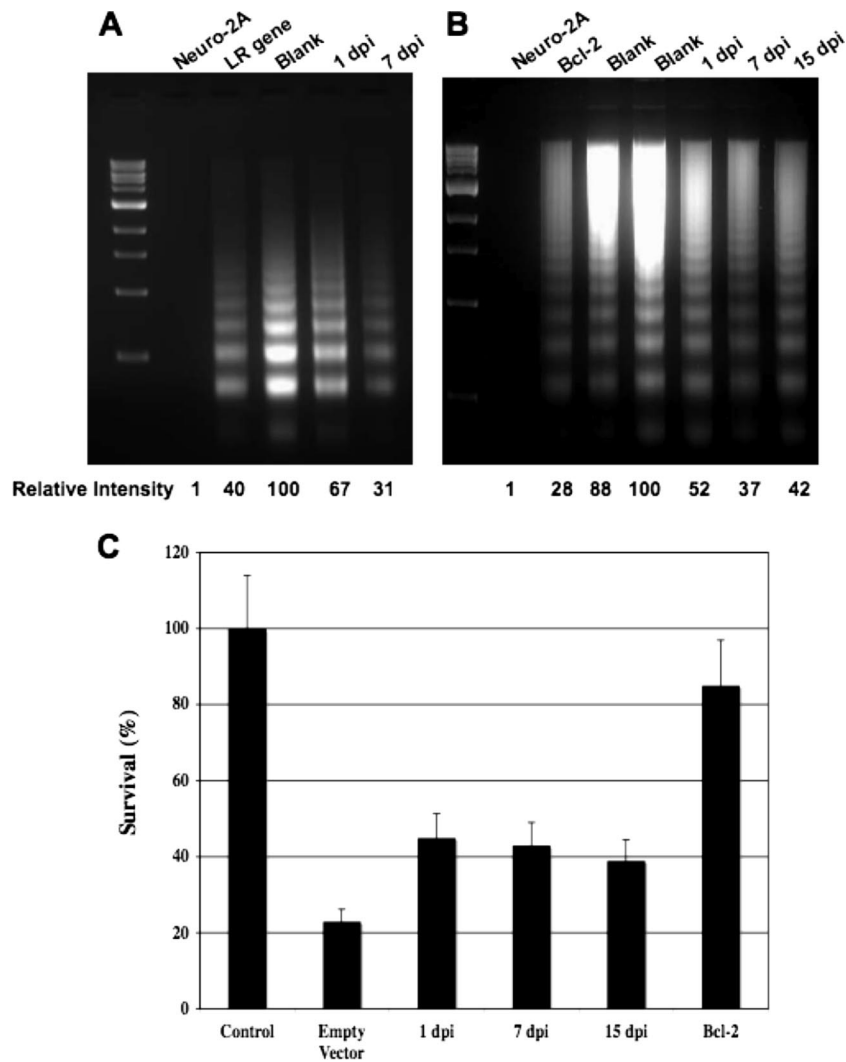 A
Neuro-2A LR gene Blank 1 dpi 7 dpi
B
Neuro-2A Bcl-2 Blank Blank 1 dpi 7 dpi 15 dpi
Relative Intensity 1 40 100 67 31
1 28 88 100 52 37 42
C
120
100
80
60
40
20
0
Survival (%)
Control Empty Vector 1 dpi 7 dpi 15 dpi Bcl-2